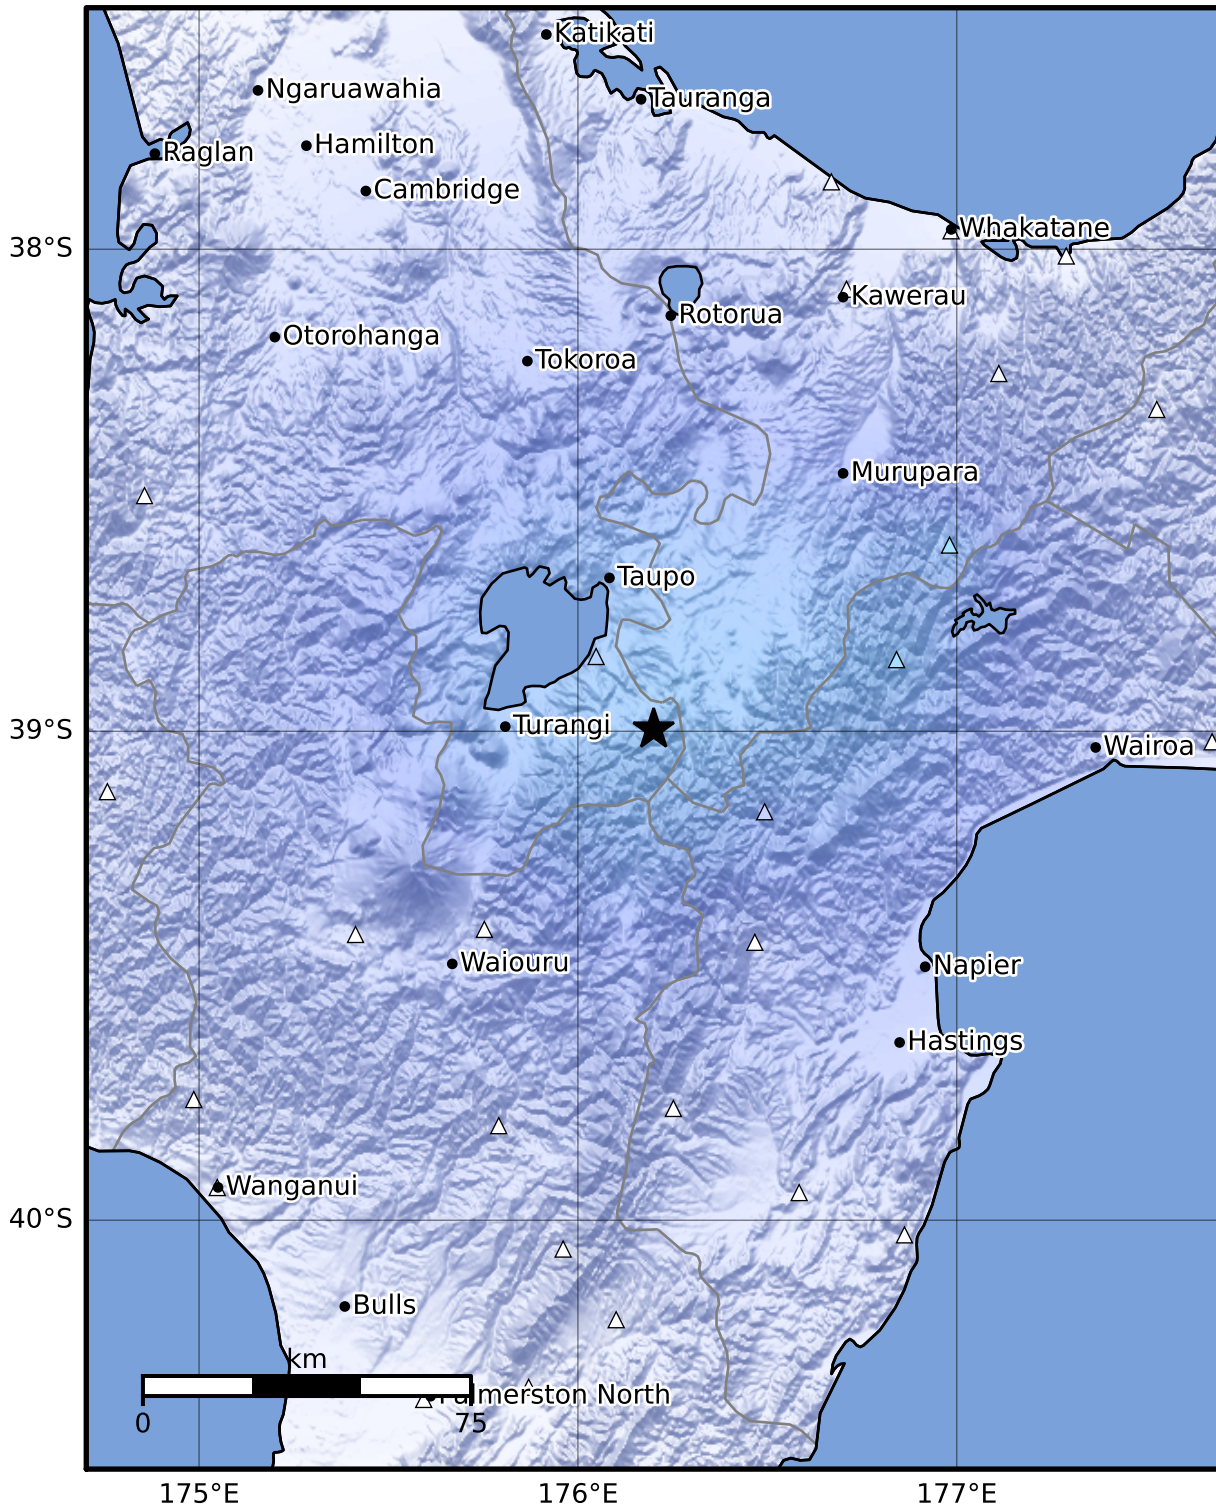 Katikati
Ngaruawahia
Tauranga
Hamilton
Raglan
Cambridge
Whakatane
38°S
Kawerau
Rotorua
Otorohanga
Tokoroa
Murupara
Taupo
Turangi
39°S
Wairoa
Waiouru
Napier
Hastings
Wanganui
40°S
Bulls
km
Palmerston North
0
75
175°E
176°E
177°E